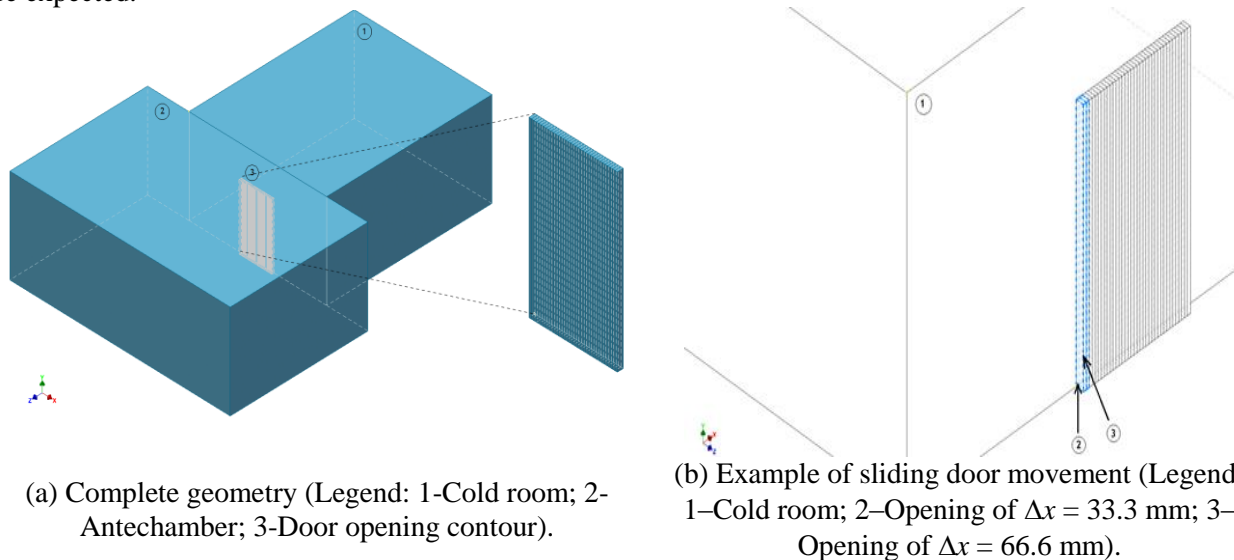 expected.
1
2
3
Y
Z
X
(a) Complete geometry (Legend: 1-Cold room; 2-
Antechamber; 3-Door opening contour).
1
2
3
Y
X
Z
(b) Example of sliding door movement (Legend
1–Cold room; 2–Opening of Δx = 33.3 mm; 3–
Opening of Δx = 66.6 mm).